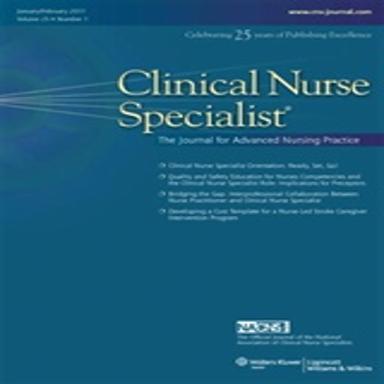 January/February 2011
Volume 25 • Number 1
www.cns-journal.com
Celebrating 25 years of Publishing Excellence
Clinical Nurse
Specialist®
The Journal for Advanced Nursing Practice
Clinical Nurse Specialist Orientation: Ready, Set, Go!
Quality and Safety Education for Nurses Competencies and
the Clinical Nurse Specialist Role: Implications for Preceptors
Bridging the Gap: Interprofessional Collaboration Between
Nurse Practitioner and Clinical Nurse Specialist
Developing a Cost Template for a Nurse-Led Stroke Caregiver
Intervention Program
NACNS
The Official Journal of the National
Association of Clinical Nurse Specialists
Wolters Kluwer
Health
Lippincott
Williams & Wilkins